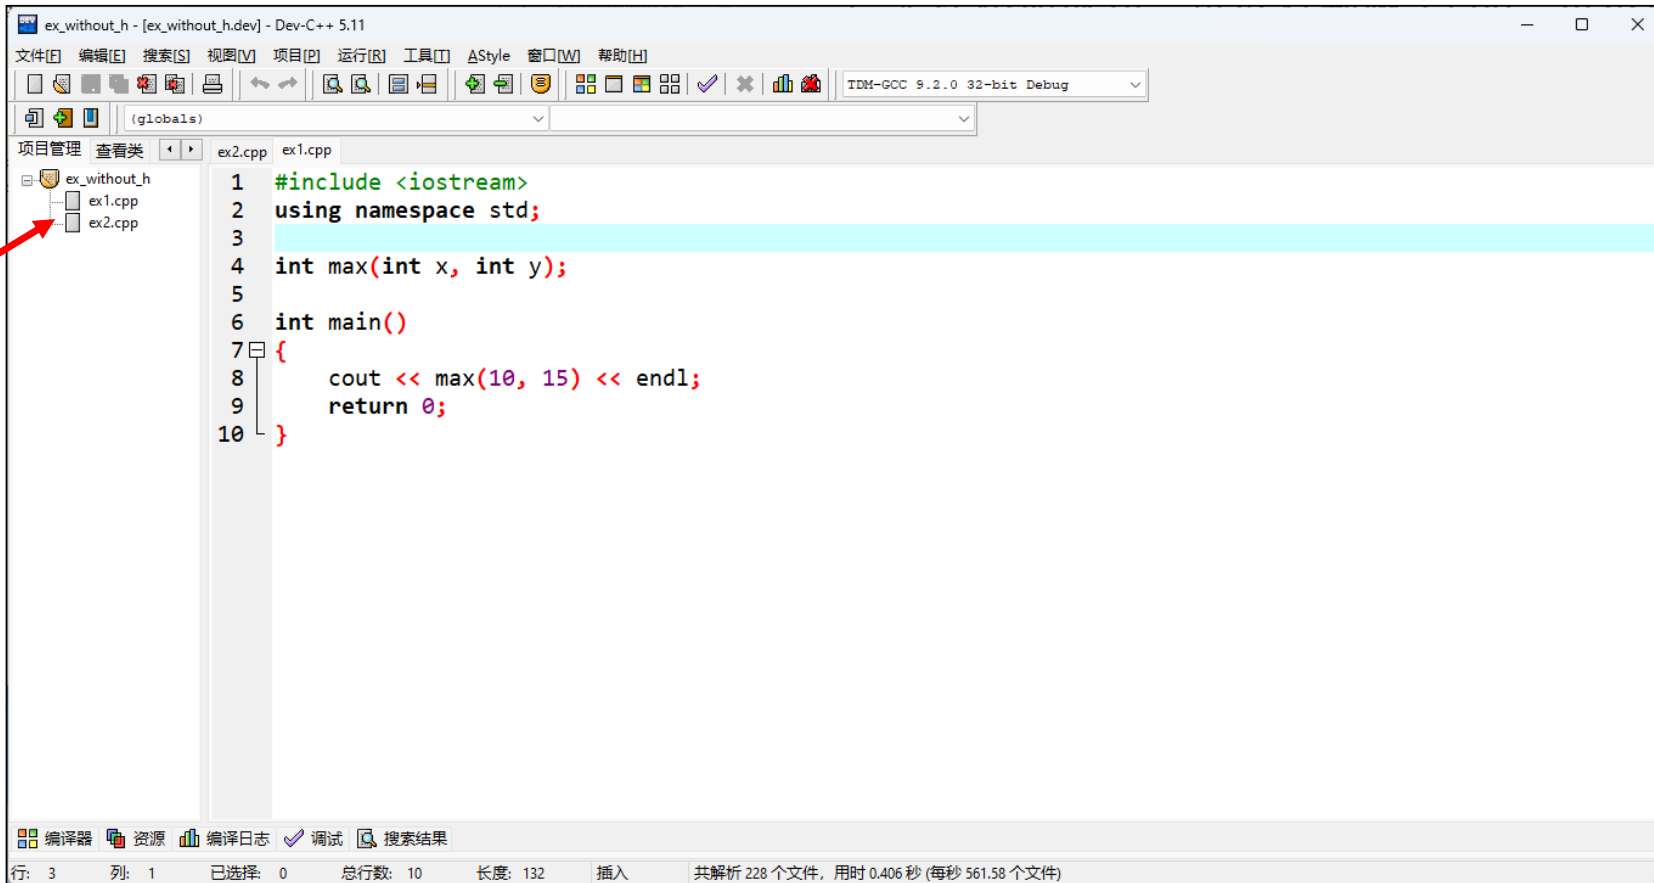 ex_without_h - [ex_without_h.dev] - Dev-C++ 5.11
文件[F] 编辑[E] 搜索[S] 视图[V] 项目[P] 运行[R] 工具[T] AStyle 窗口[W] 帮助[H]
TDM-GCC 9.2.0 32-bit Debug
(globals)
项目管理 查看类 ex2.cpp ex1.cpp
ex_without_h
ex1.cpp
ex2.cpp
1 #include <iostream>
2 using namespace std;
3
4 int max(int x, int y);
5
6 int main()
7 {
8 cout << max(10, 15) << endl;
9 return 0;
10 }
编译器 资源 编译日志 调试 搜索结果
行: 3 列: 1 已选择: 0 总行数: 10 长度: 132 插入 共解析 228 个文件，用时 0.406 秒 (每秒 561.58 个文件)